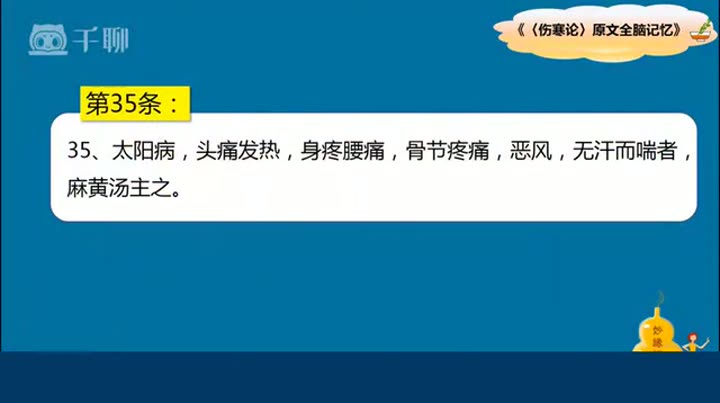 千聊
《〈伤寒论〉原文全脑记忆》
第35条：
35、太阳病，头痛发热，身疼腰痛，骨节疼痛，恶风，无汗而喘者，
麻黄汤主之。
妙
缘